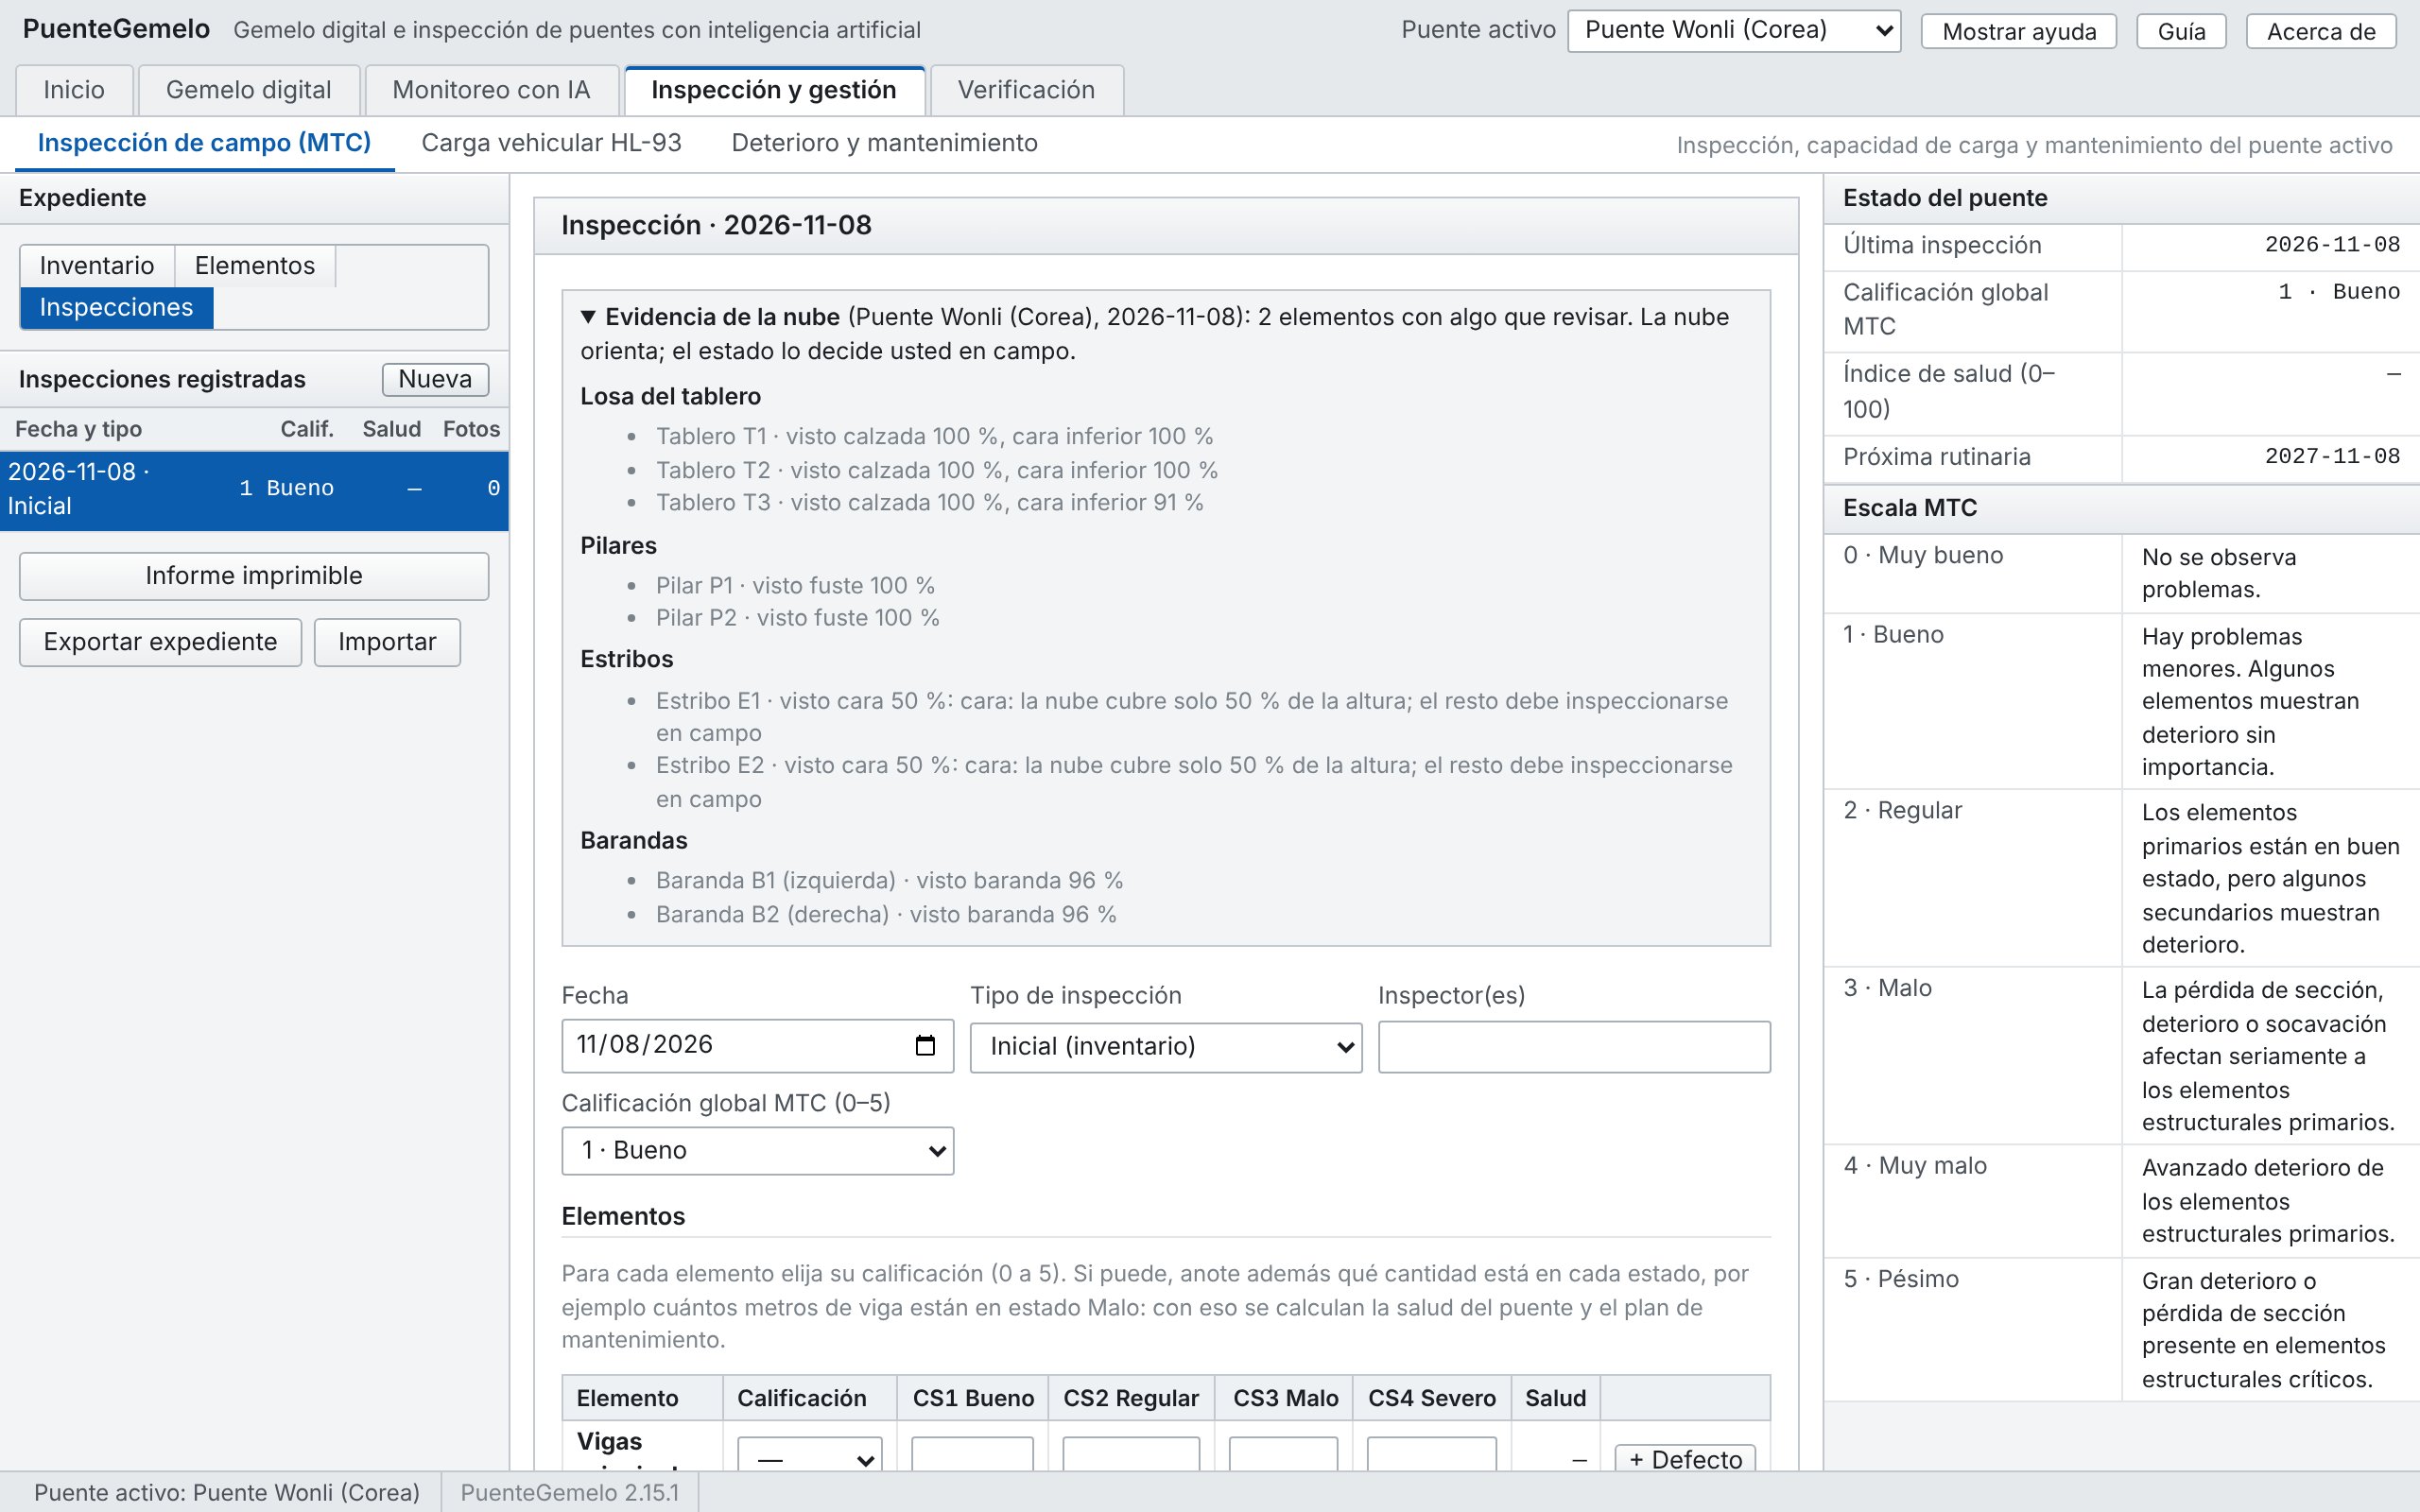 PuenteGemelo Gemelo digital e inspección de puentes con inteligencia artificial
Puente activo Puente Wonli (Corea) Mostrar ayuda Guía Acerca de
Inicio Gemelo digital Monitoreo con IA Inspección y gestión Verificación
Inspección de campo (MTC) Carga vehicular HL-93 Deterioro y mantenimiento
Inspección, capacidad de carga y mantenimiento del puente activo
Expediente
Inventario Elementos
Inspecciones
Inspecciones registradas Nueva
Fecha y tipo Calif. Salud Fotos
2026-11-08 ·
Inicial 1 Bueno – 0
Informe imprimible
Exportar expediente Importar
Inspección · 2026-11-08
▼ Evidencia de la nube (Puente Wonli (Corea), 2026-11-08): 2 elementos con algo que revisar. La nube
orienta; el estado lo decide usted en campo.
Losa del tablero
• Tablero T1 · visto calzada 100 %, cara inferior 100 %
• Tablero T2 · visto calzada 100 %, cara inferior 100 %
• Tablero T3 · visto calzada 100 %, cara inferior 91 %
Pilares
• Pilar P1 · visto fuste 100 %
• Pilar P2 · visto fuste 100 %
Estribos
• Estribo E1 · visto cara 50 %: cara: la nube cubre solo 50 % de la altura; el resto debe inspeccionarse
en campo
• Estribo E2 · visto cara 50 %: cara: la nube cubre solo 50 % de la altura; el resto debe inspeccionarse
en campo
Barandas
• Baranda B1 (izquierda) · visto baranda 96 %
• Baranda B2 (derecha) · visto baranda 96 %
Fecha Tipo de inspección Inspector(es)
11/08/2026 Inicial (inventario)
Calificación global MTC (0–5)
1 · Bueno
Elementos
Para cada elemento elija su calificación (0 a 5). Si puede, anote además qué cantidad está en cada estado, por
ejemplo cuántos metros de viga están en estado Malo: con eso se calculan la salud del puente y el plan de
mantenimiento.
Elemento Calificación CS1 Bueno CS2 Regular CS3 Malo CS4 Severo Salud
Vigas
— – + Defecto
Estado del puente
Última inspección 2026-11-08
Calificación global 1 · Bueno
MTC
Índice de salud (0– –
100)
Próxima rutinaria 2027-11-08
Escala MTC
0 · Muy bueno No se observa
problemas.
1 · Bueno Hay problemas
menores. Algunos
elementos muestran
deterioro sin
importancia.
2 · Regular Los elementos
primarios están en buen
estado, pero algunos
secundarios muestran
deterioro.
3 · Malo La pérdida de sección,
deterioro o socavación
afectan seriamente a
los elementos
estructurales primarios.
4 · Muy malo Avanzado deterioro de
los elementos
estructurales primarios.
5 · Pésimo Gran deterioro o
pérdida de sección
presente en elementos
estructurales críticos.
Puente activo: Puente Wonli (Corea) PuenteGemelo 2.15.1